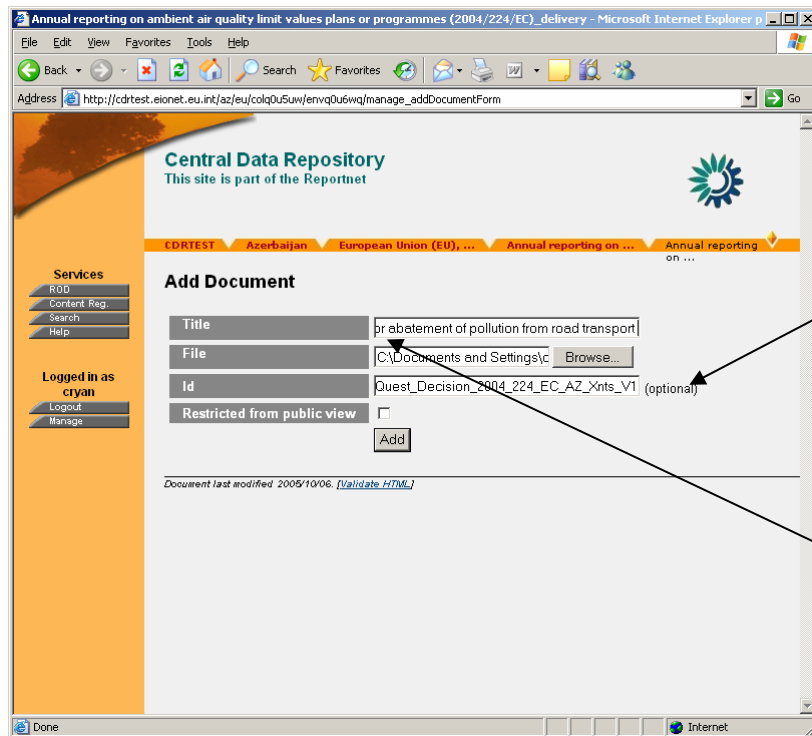 Annual reporting on ambient air quality limit values plans or programmes (2004/224/EC)_delivery - Microsoft Internet Explorer p
File Edit View Favorites Tools Help
Back Search Favorites
Address http://cdrtest.eionet.eu.int/az/eu/colq0u5uw/envq0u6wq/manage_addDocumentForm Go
Central Data Repository
This site is part of the Reportnet
CDRTEST Azerbaijan European Union (EU), ... Annual reporting on ... Annual reporting
on ...
Services
ROD
Content Reg.
Search
Help
Logged in as
cryan
Logout
Manage
Add Document
Title or abatement of pollution from road transport
File C:\Documents and Settings\c Browse...
Id Quest_Decision_2004_224_EC_AZ_Xnts_V1 (optional)
Restricted from public view
Add
Document last modified 2005/10/06. [Validate HTML]
Done Internet